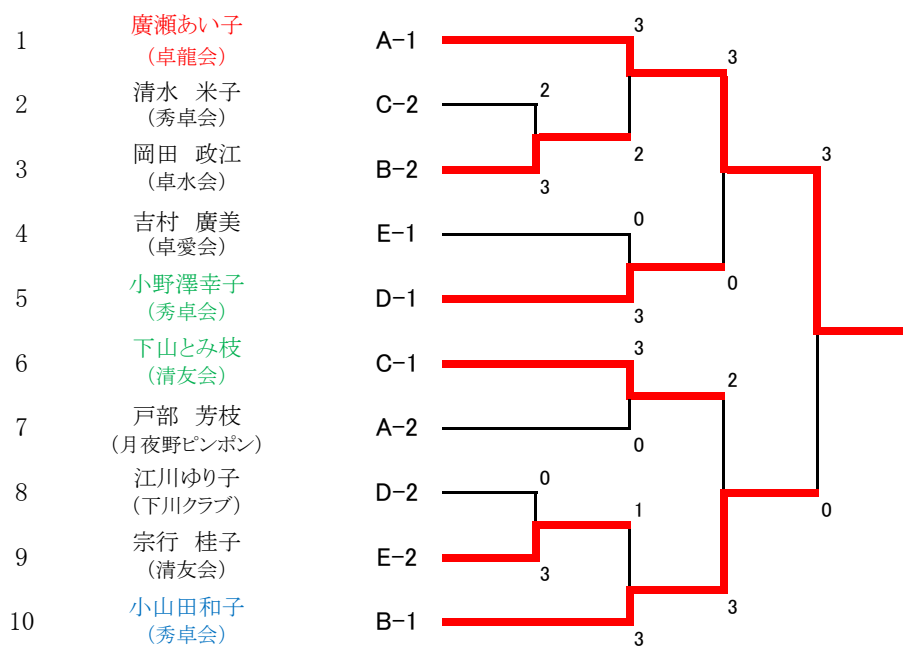 1 廣瀬あい子 A-1 3
(卓龍会) 3
2 清水 米子 C-2 2
(秀卓会)
3 岡田 政江 B-2 2 3
(卓水会) 3
4 吉村 廣美 E-1 0
(卓愛会)
5 小野澤幸子 D-1 0
(秀卓会) 3
6 下山とみ枝 C-1 3
(清友会) 2
7 戸部 芳枝 A-2
(月夜野ピンポン) 0
8 江川ゆり子 D-2 0
(下川クラブ) 1 0
9 宗行 桂子 E-2
(清友会) 3
10 小山田和子 B-1 3
(秀卓会) 3